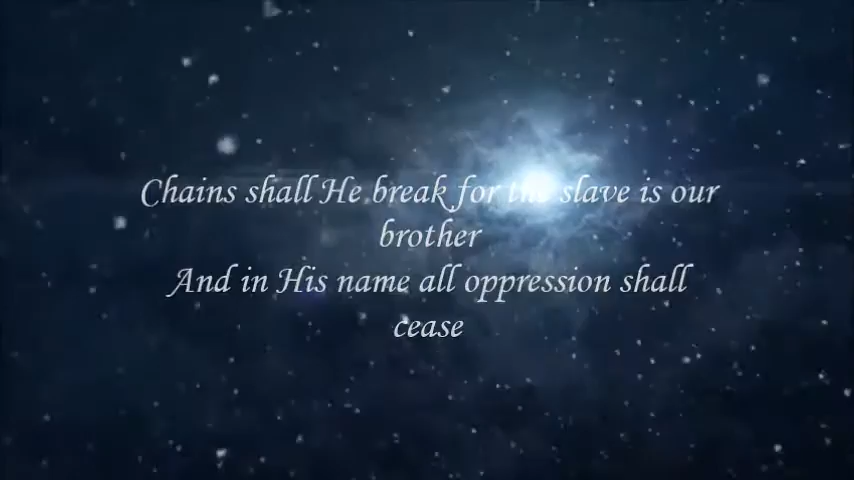 Chains shall He break for the slave is our
brother
And in His name all oppression shall
cease